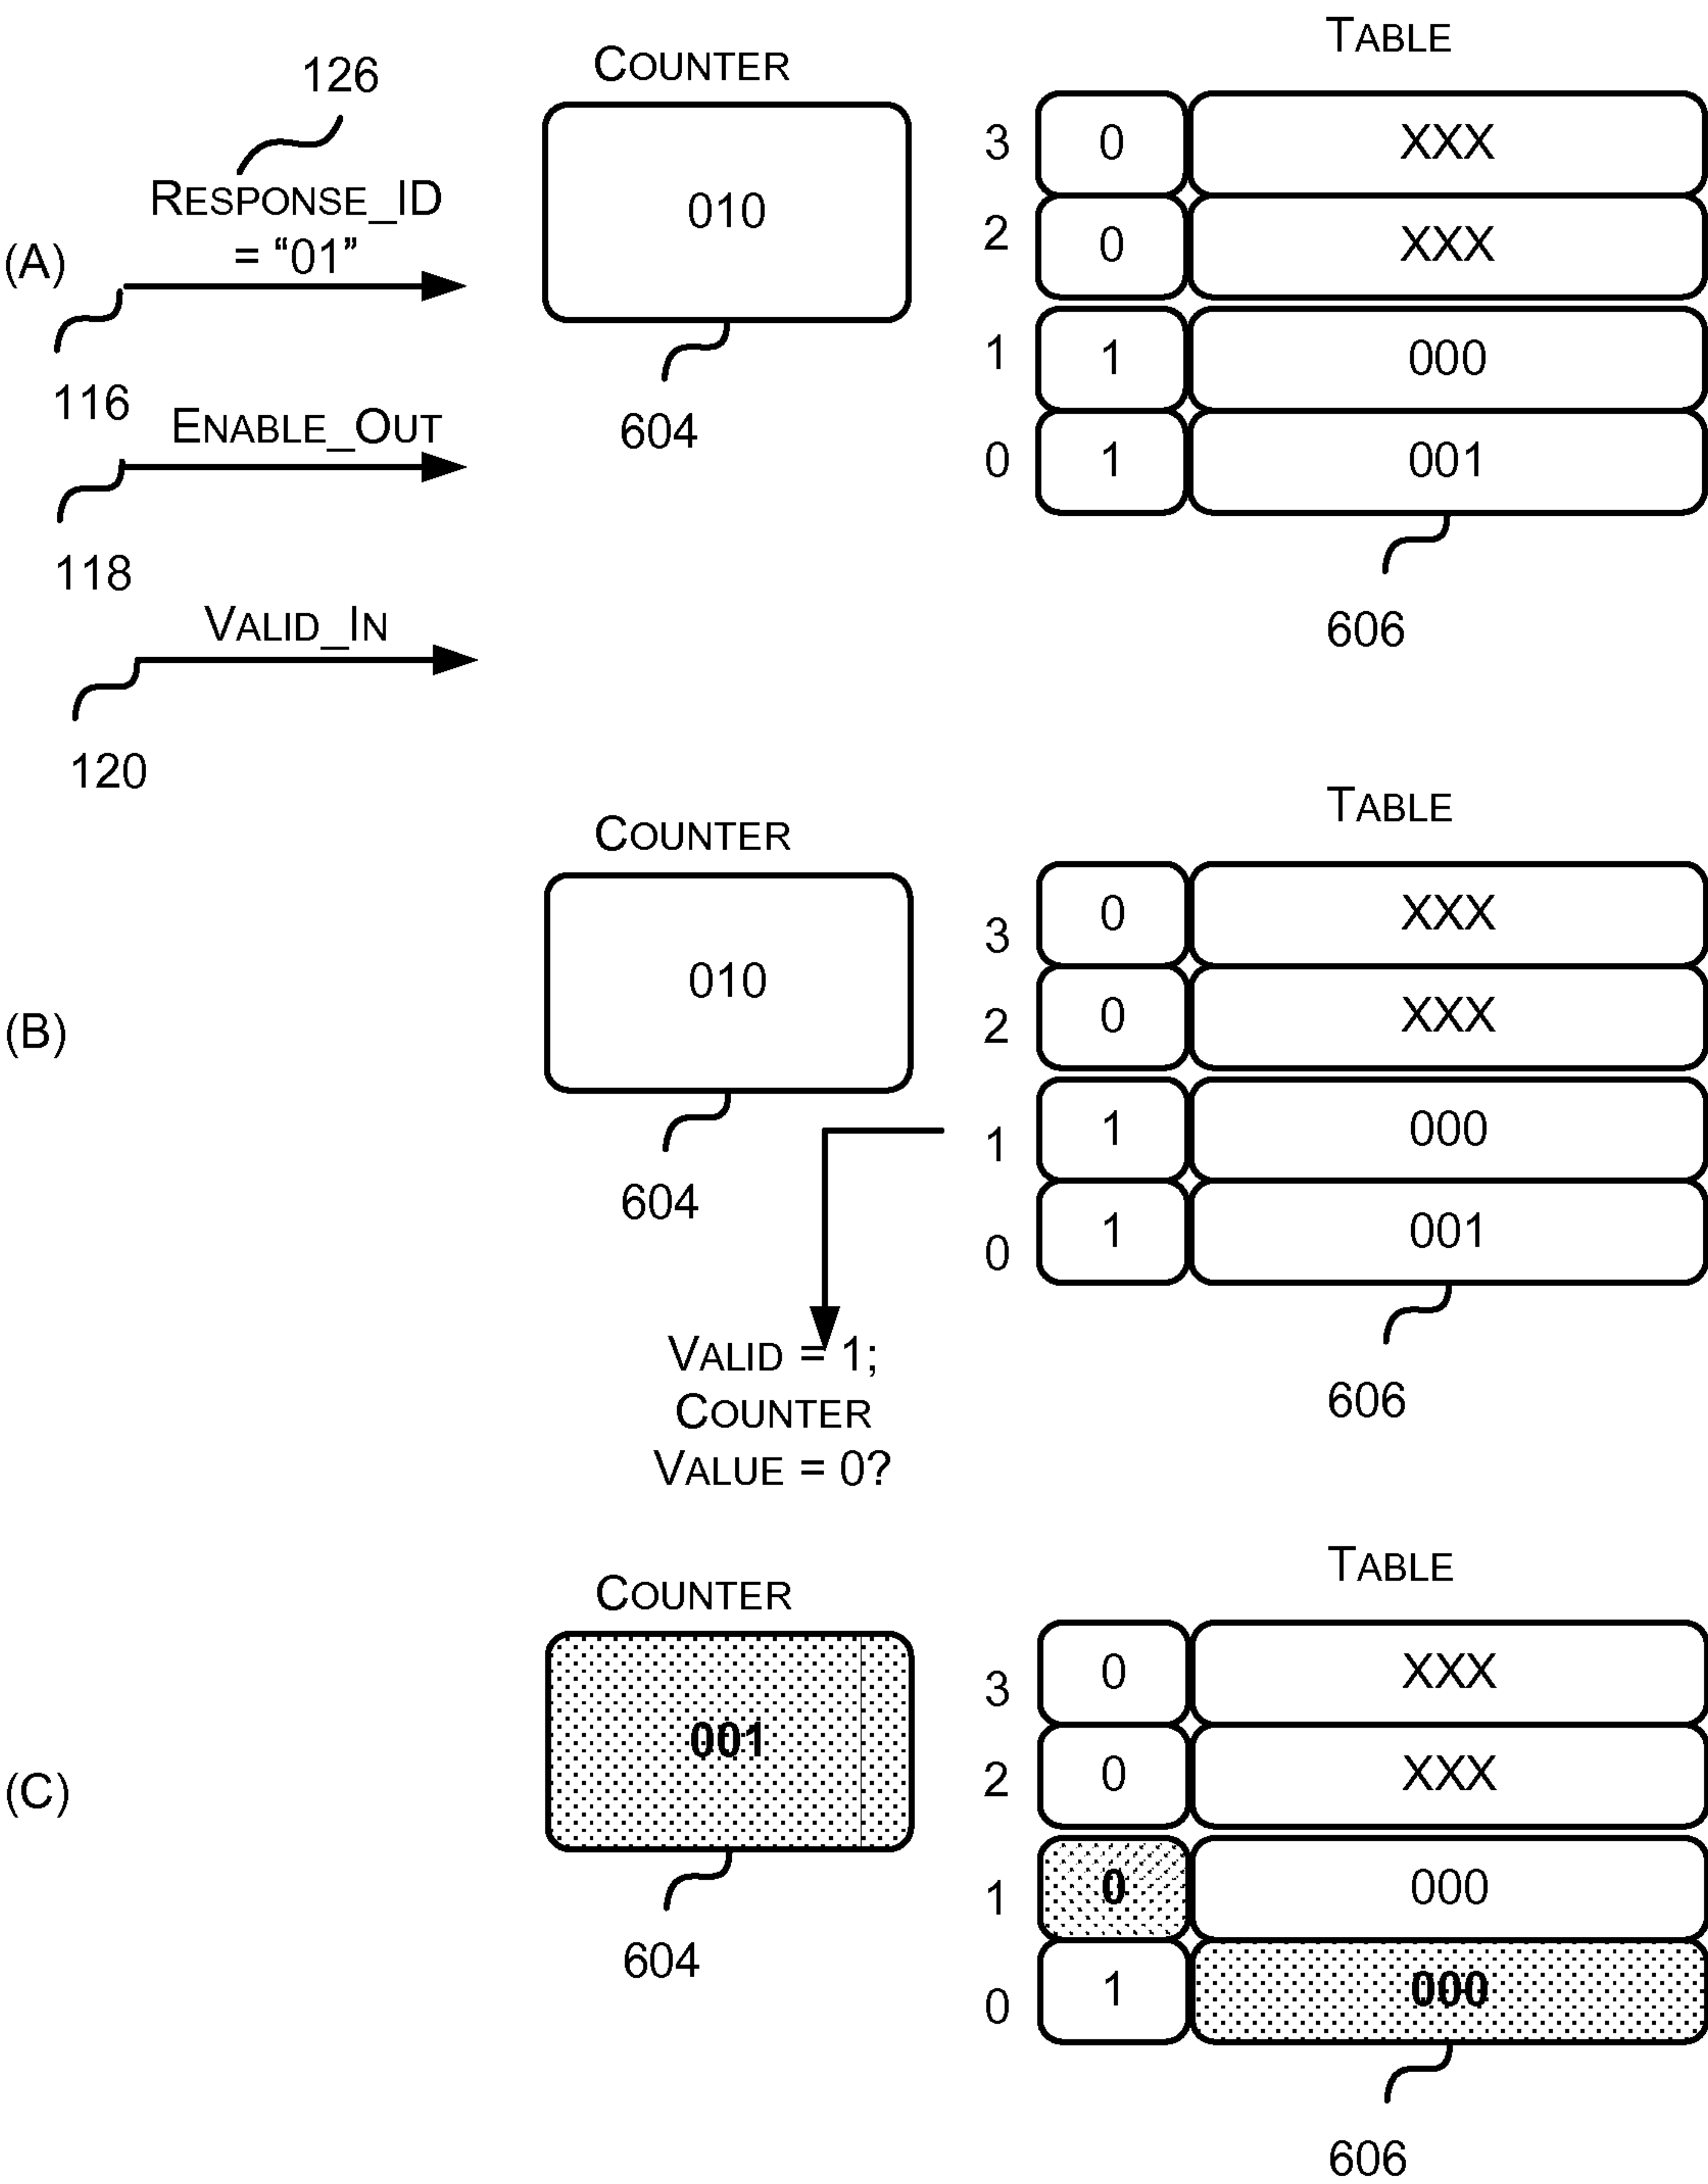 TABLE
COUNTER
126
3 0 XXX
RESPONSE_ID
= “01”
010
2 0 XXX
(A)
1 1 000
116
ENABLE_OUT
604
0 1 001
118
VALID_IN
606
120
TABLE
COUNTER
3 0 XXX
010
2 0 XXX
(B)
1 1 000
604
0 1 001
VALID = 1;
COUNTER
VALUE = 0?
606
TABLE
COUNTER
3 0 XXX
001
2 0 XXX
(C)
1 0 000
604
0 1 000
606